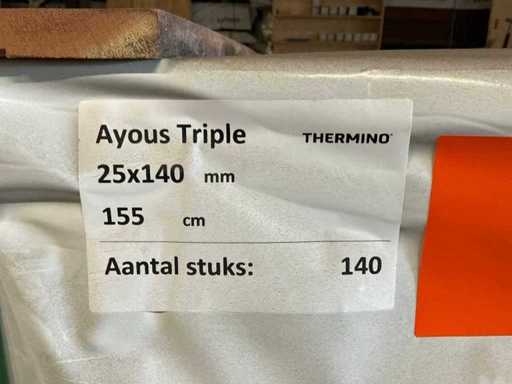 Ayous Triple THERMINO
25x140 mm
155 cm
Aantal stuks: 140